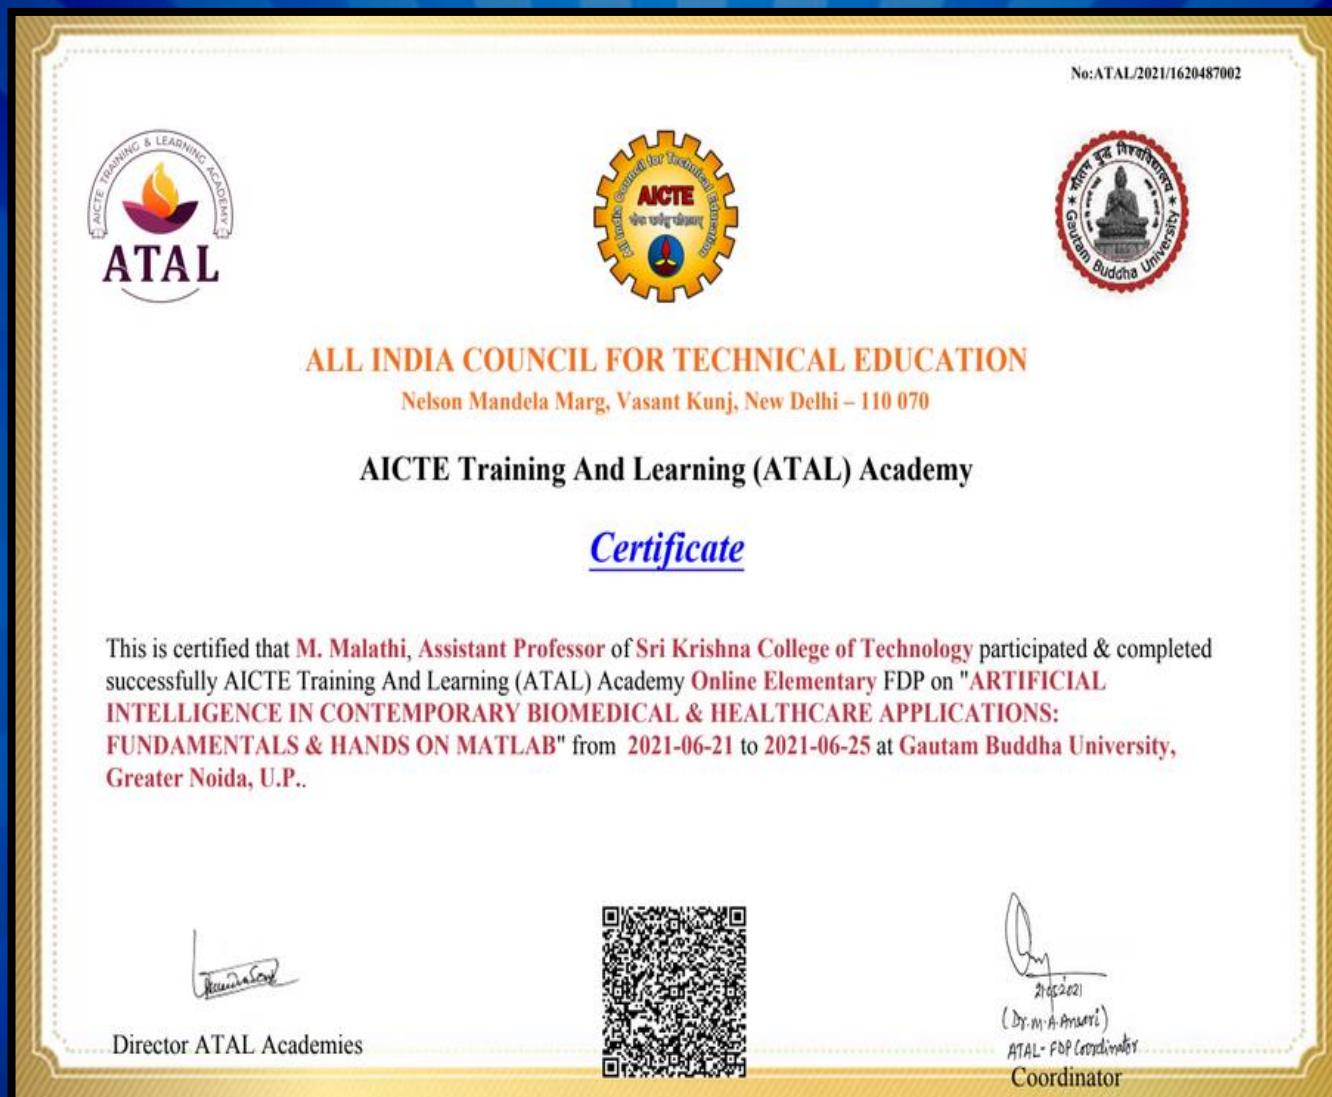 No:ATAL/2021/1620487002
AICTE TRAINING & LEARNING ACADEMY
ATAL
All India Council for Technical Education
AICTE
गौतम बुद्ध विश्वविद्यालय
Gautam Buddha University
ALL INDIA COUNCIL FOR TECHNICAL EDUCATION
Nelson Mandela Marg, Vasant Kunj, New Delhi – 110 070
AICTE Training And Learning (ATAL) Academy
Certificate
This is certified that M. Malathi, Assistant Professor of Sri Krishna College of Technology participated & completed
successfully AICTE Training And Learning (ATAL) Academy Online Elementary FDP on "ARTIFICIAL
INTELLIGENCE IN CONTEMPORARY BIOMEDICAL & HEALTHCARE APPLICATIONS:
FUNDAMENTALS & HANDS ON MATLAB" from 2021-06-21 to 2021-06-25 at Gautam Buddha University,
Greater Noida, U.P..
(Dr. M. A. Ansari)
ATAL- FDP Coordinator
Director ATAL Academies
Coordinator